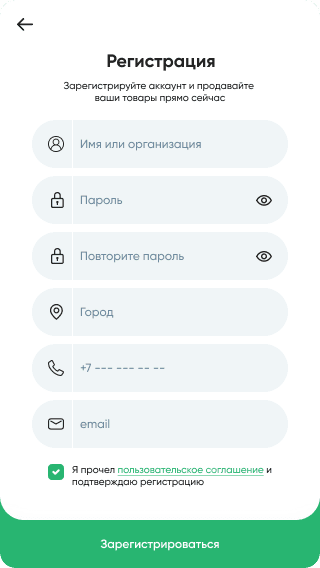 Регистрация
Зарегистрируйте аккаунт и продавайте
ваши товары прямо сейчас
Имя или организация
Пароль
Повторите пароль
Город
+7 --- --- -- --
email
Я прочел пользовательское соглашение и
подтверждаю регистрацию
Зарегистрироваться